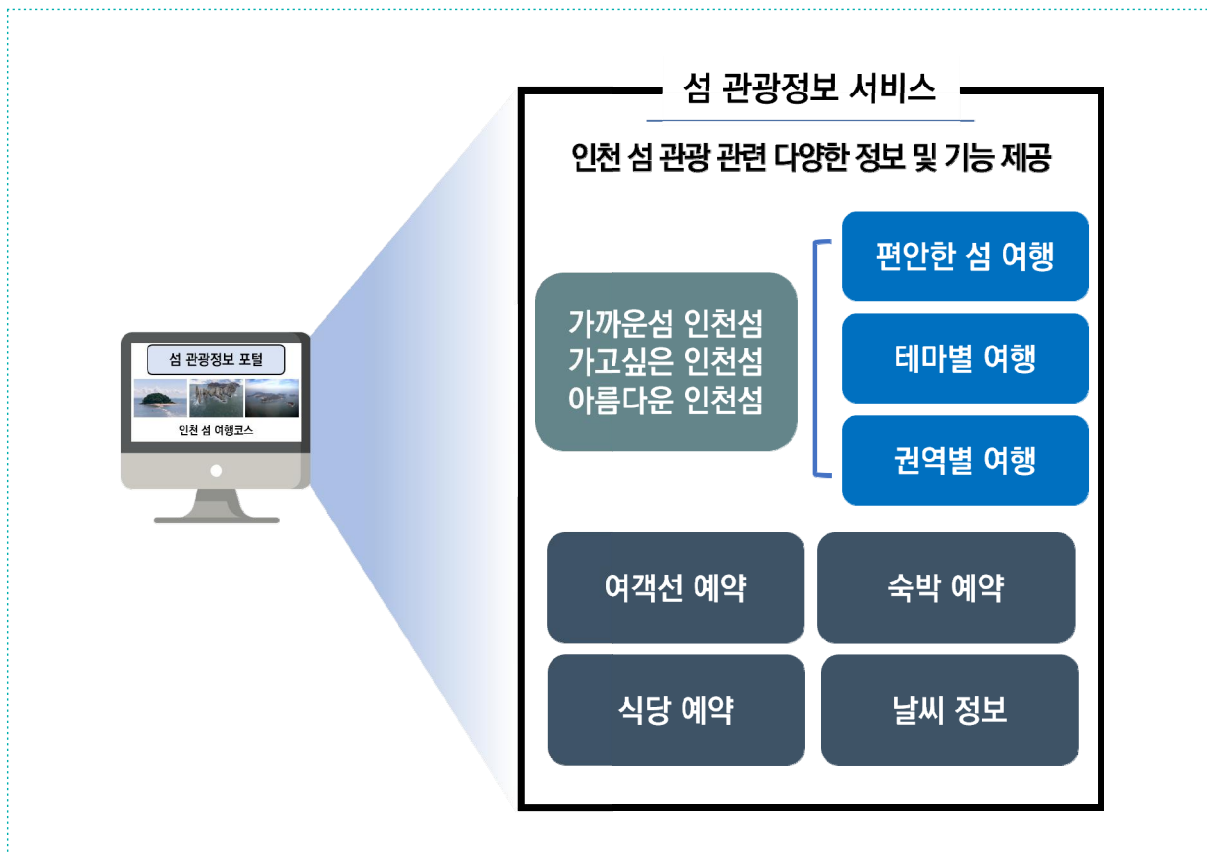 섬 관광정보 서비스
인천 섬 관광 관련 다양한 정보 및 기능 제공
섬 관광정보 포털
인천 섬 여행코스
가까운섬 인천섬
가고싶은 인천섬
아름다운 인천섬
편안한 섬 여행
테마별 여행
권역별 여행
여객선 예약
숙박 예약
식당 예약
날씨 정보